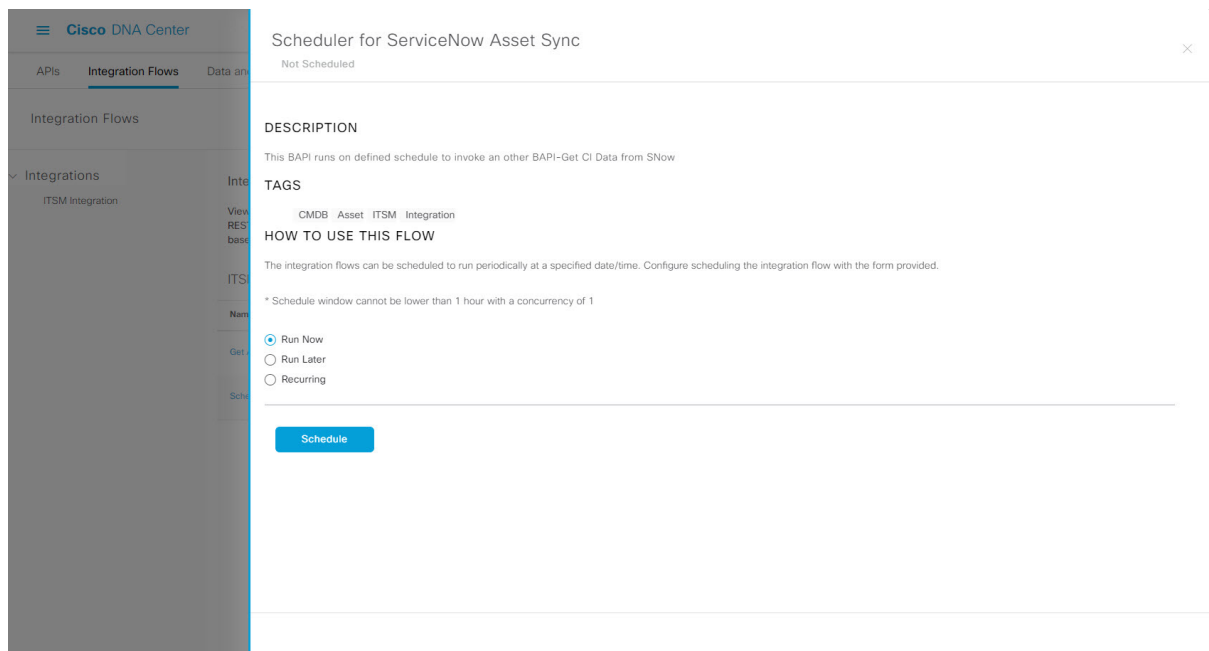 Cisco DNA Center
APIs Integration Flows Data an
Integration Flows
Integrations
ITSM Integration
Inte
View
REST
base
ITSI
Nam
Get
Sche
Scheduler for ServiceNow Asset Sync
Not Scheduled
DESCRIPTION
This BAPI runs on defined schedule to invoke an other BAPI-Get CI Data from SNow
TAGS
CMDB Asset ITSM Integration
HOW TO USE THIS FLOW
The integration flows can be scheduled to run periodically at a specified date/time. Configure scheduling the integration flow with the form provided.
* Schedule window cannot be lower than 1 hour with a concurrency of 1
Run Now
Run Later
Recurring
Schedule